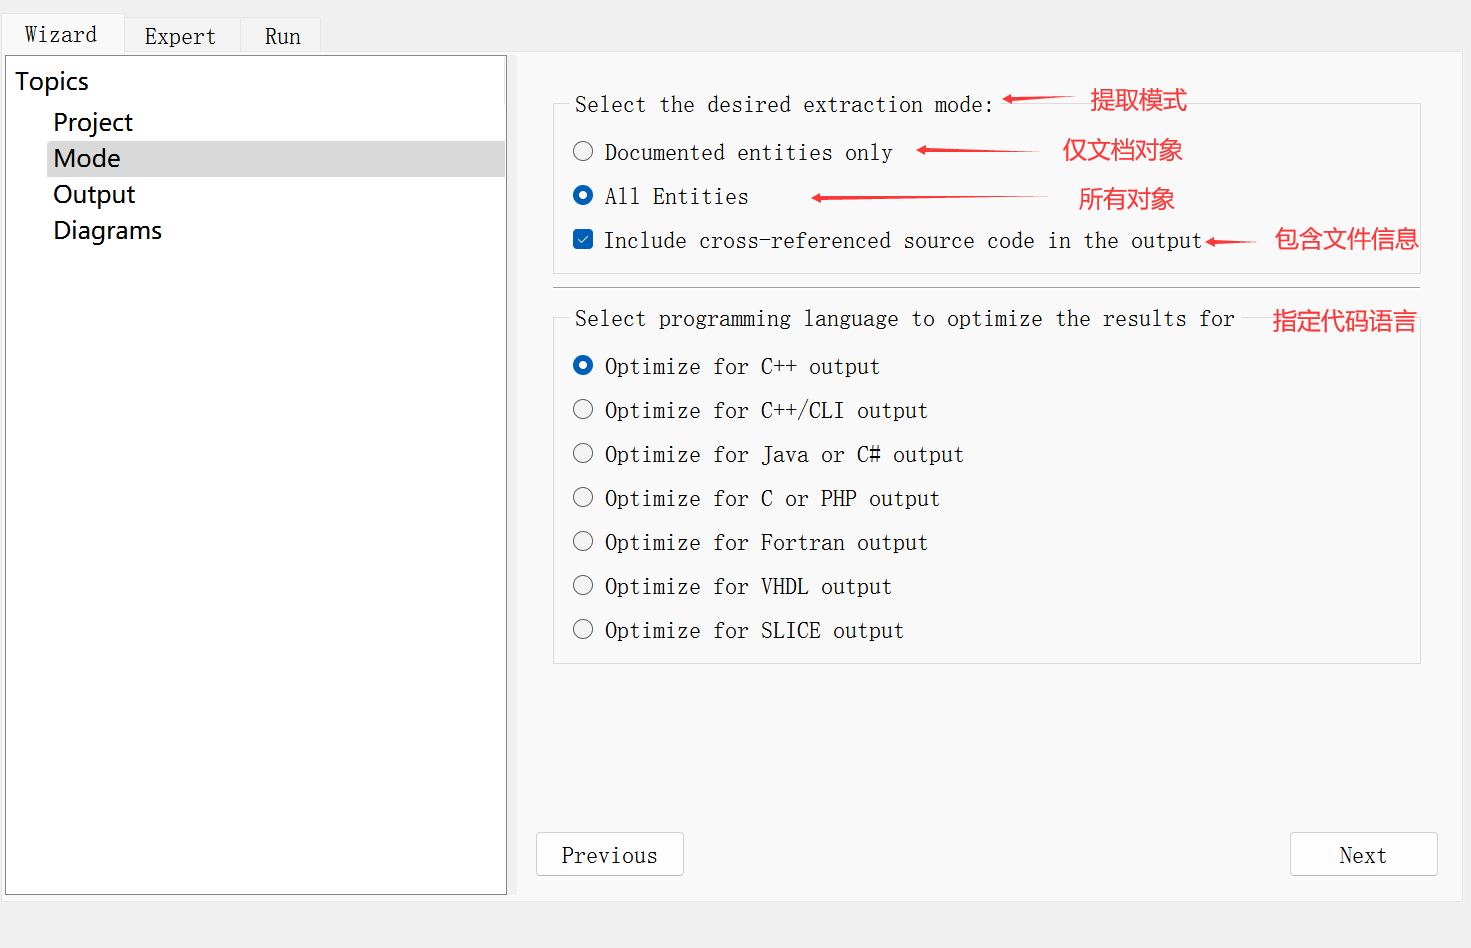 Wizard Expert Run
Topics
Project
Mode
Output
Diagrams
Select the desired extraction mode: 提取模式
Documented entities only 仅文档对象
All Entities 所有对象
Include cross-referenced source code in the output 包含文件信息
Select programming language to optimize the results for 指定代码语言
Optimize for C++ output
Optimize for C++/CLI output
Optimize for Java or C# output
Optimize for C or PHP output
Optimize for Fortran output
Optimize for VHDL output
Optimize for SLICE output
Previous Next